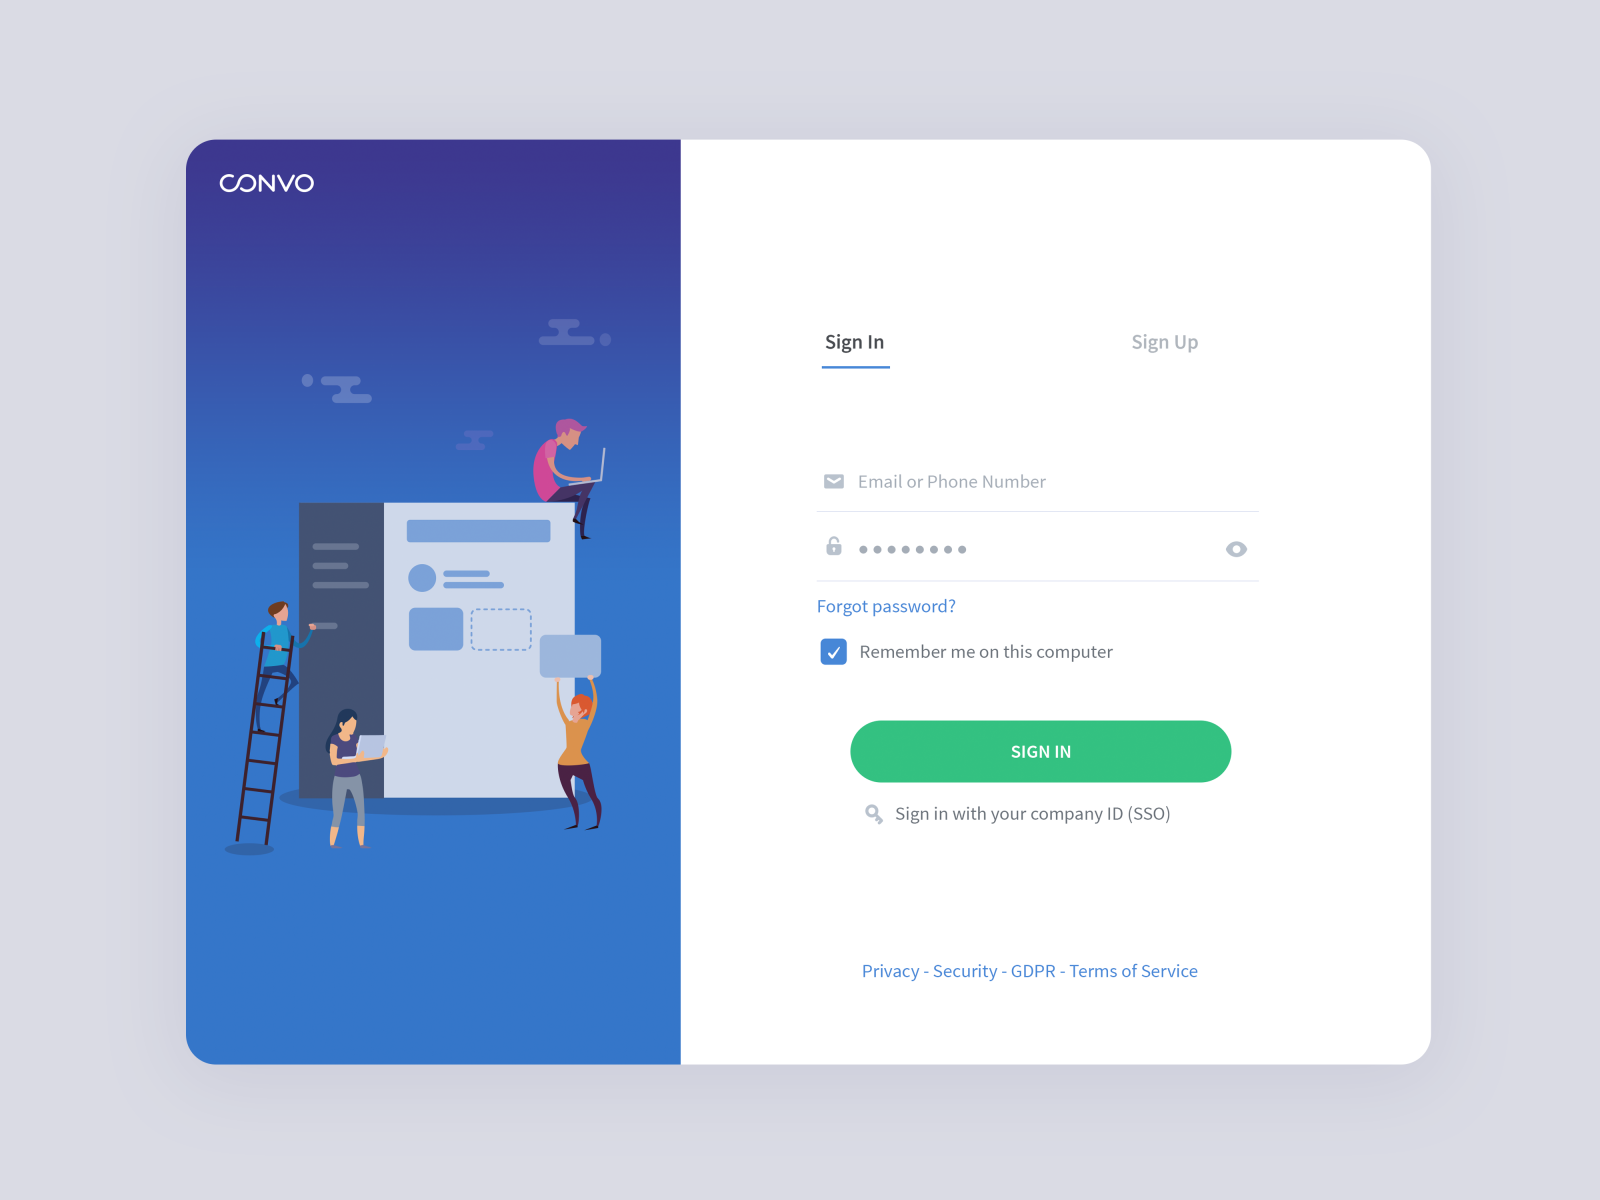 CONVO
Sign In
Sign Up
Email or Phone Number
Forgot password?
Remember me on this computer
SIGN IN
Sign in with your company ID (SSO)
Privacy - Security - GDPR - Terms of Service